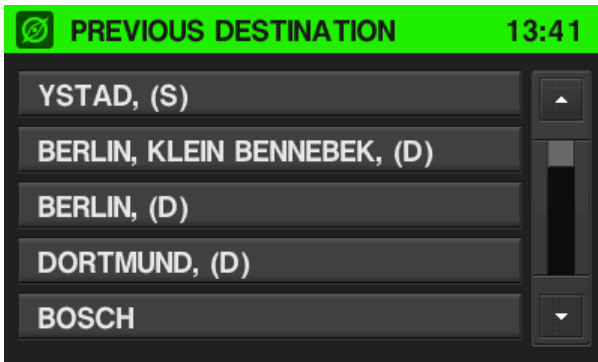 PREVIOUS DESTINATION 13:41
YSTAD, (S)
BERLIN, KLEIN BENNEBEK, (D)
BERLIN, (D)
DORTMUND, (D)
BOSCH